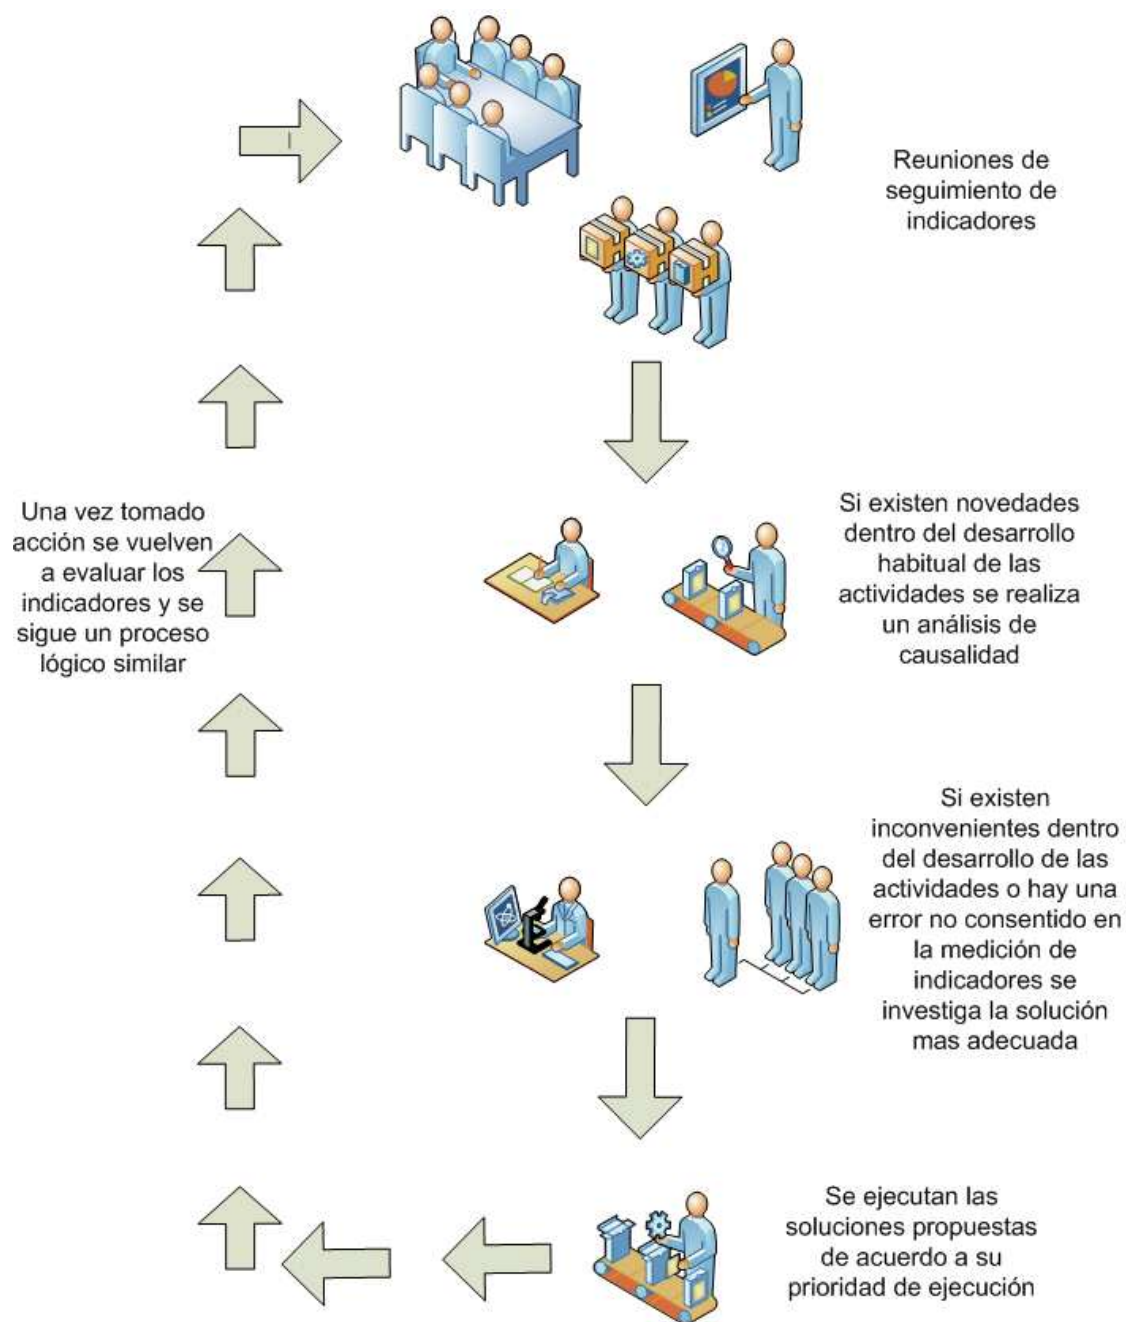 Reuniones de
seguimiento de
indicadores
Si existen novedades
dentro del desarrollo
habitual de las
actividades se realiza
un análisis de
causalidad
Si existen
inconvenientes dentro
del desarrollo de las
actividades o hay una
error no consentido en
la medición de
indicadores se
investiga la solución
mas adecuada
Se ejecutan las
soluciones propuestas
de acuerdo a su
prioridad de ejecución
Una vez tomado
acción se vuelven
a evaluar los
indicadores y se
sigue un proceso
lógico similar